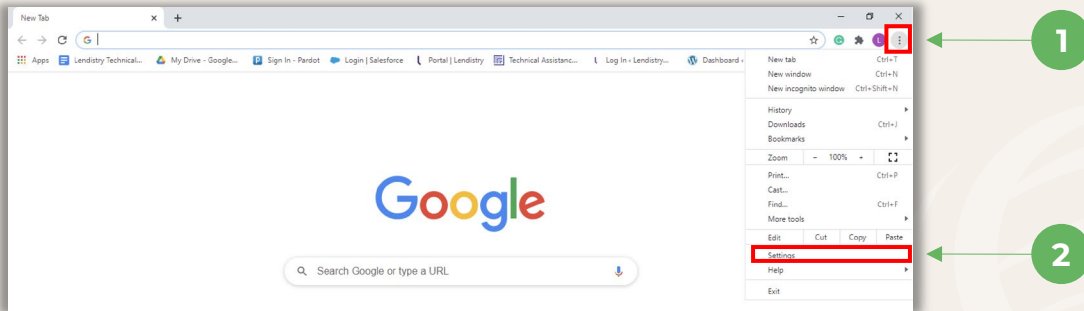 New Tab
Apps Lendistry Technical... My Drive - Google... Sign In - Pardot Login | Salesforce Portal | Lendistry Technical Assistanc... Log In ‹ Lendistry... Dashboard ‹
New tab Ctrl+T
New window Ctrl+N
New incognito window Ctrl+Shift+N
History
Downloads Ctrl+J
Bookmarks
Zoom - 100% +
Print... Ctrl+P
Cast...
Find... Ctrl+F
More tools
Edit Cut Copy Paste
Settings
Help
Exit
Google
Search Google or type a URL
1
2